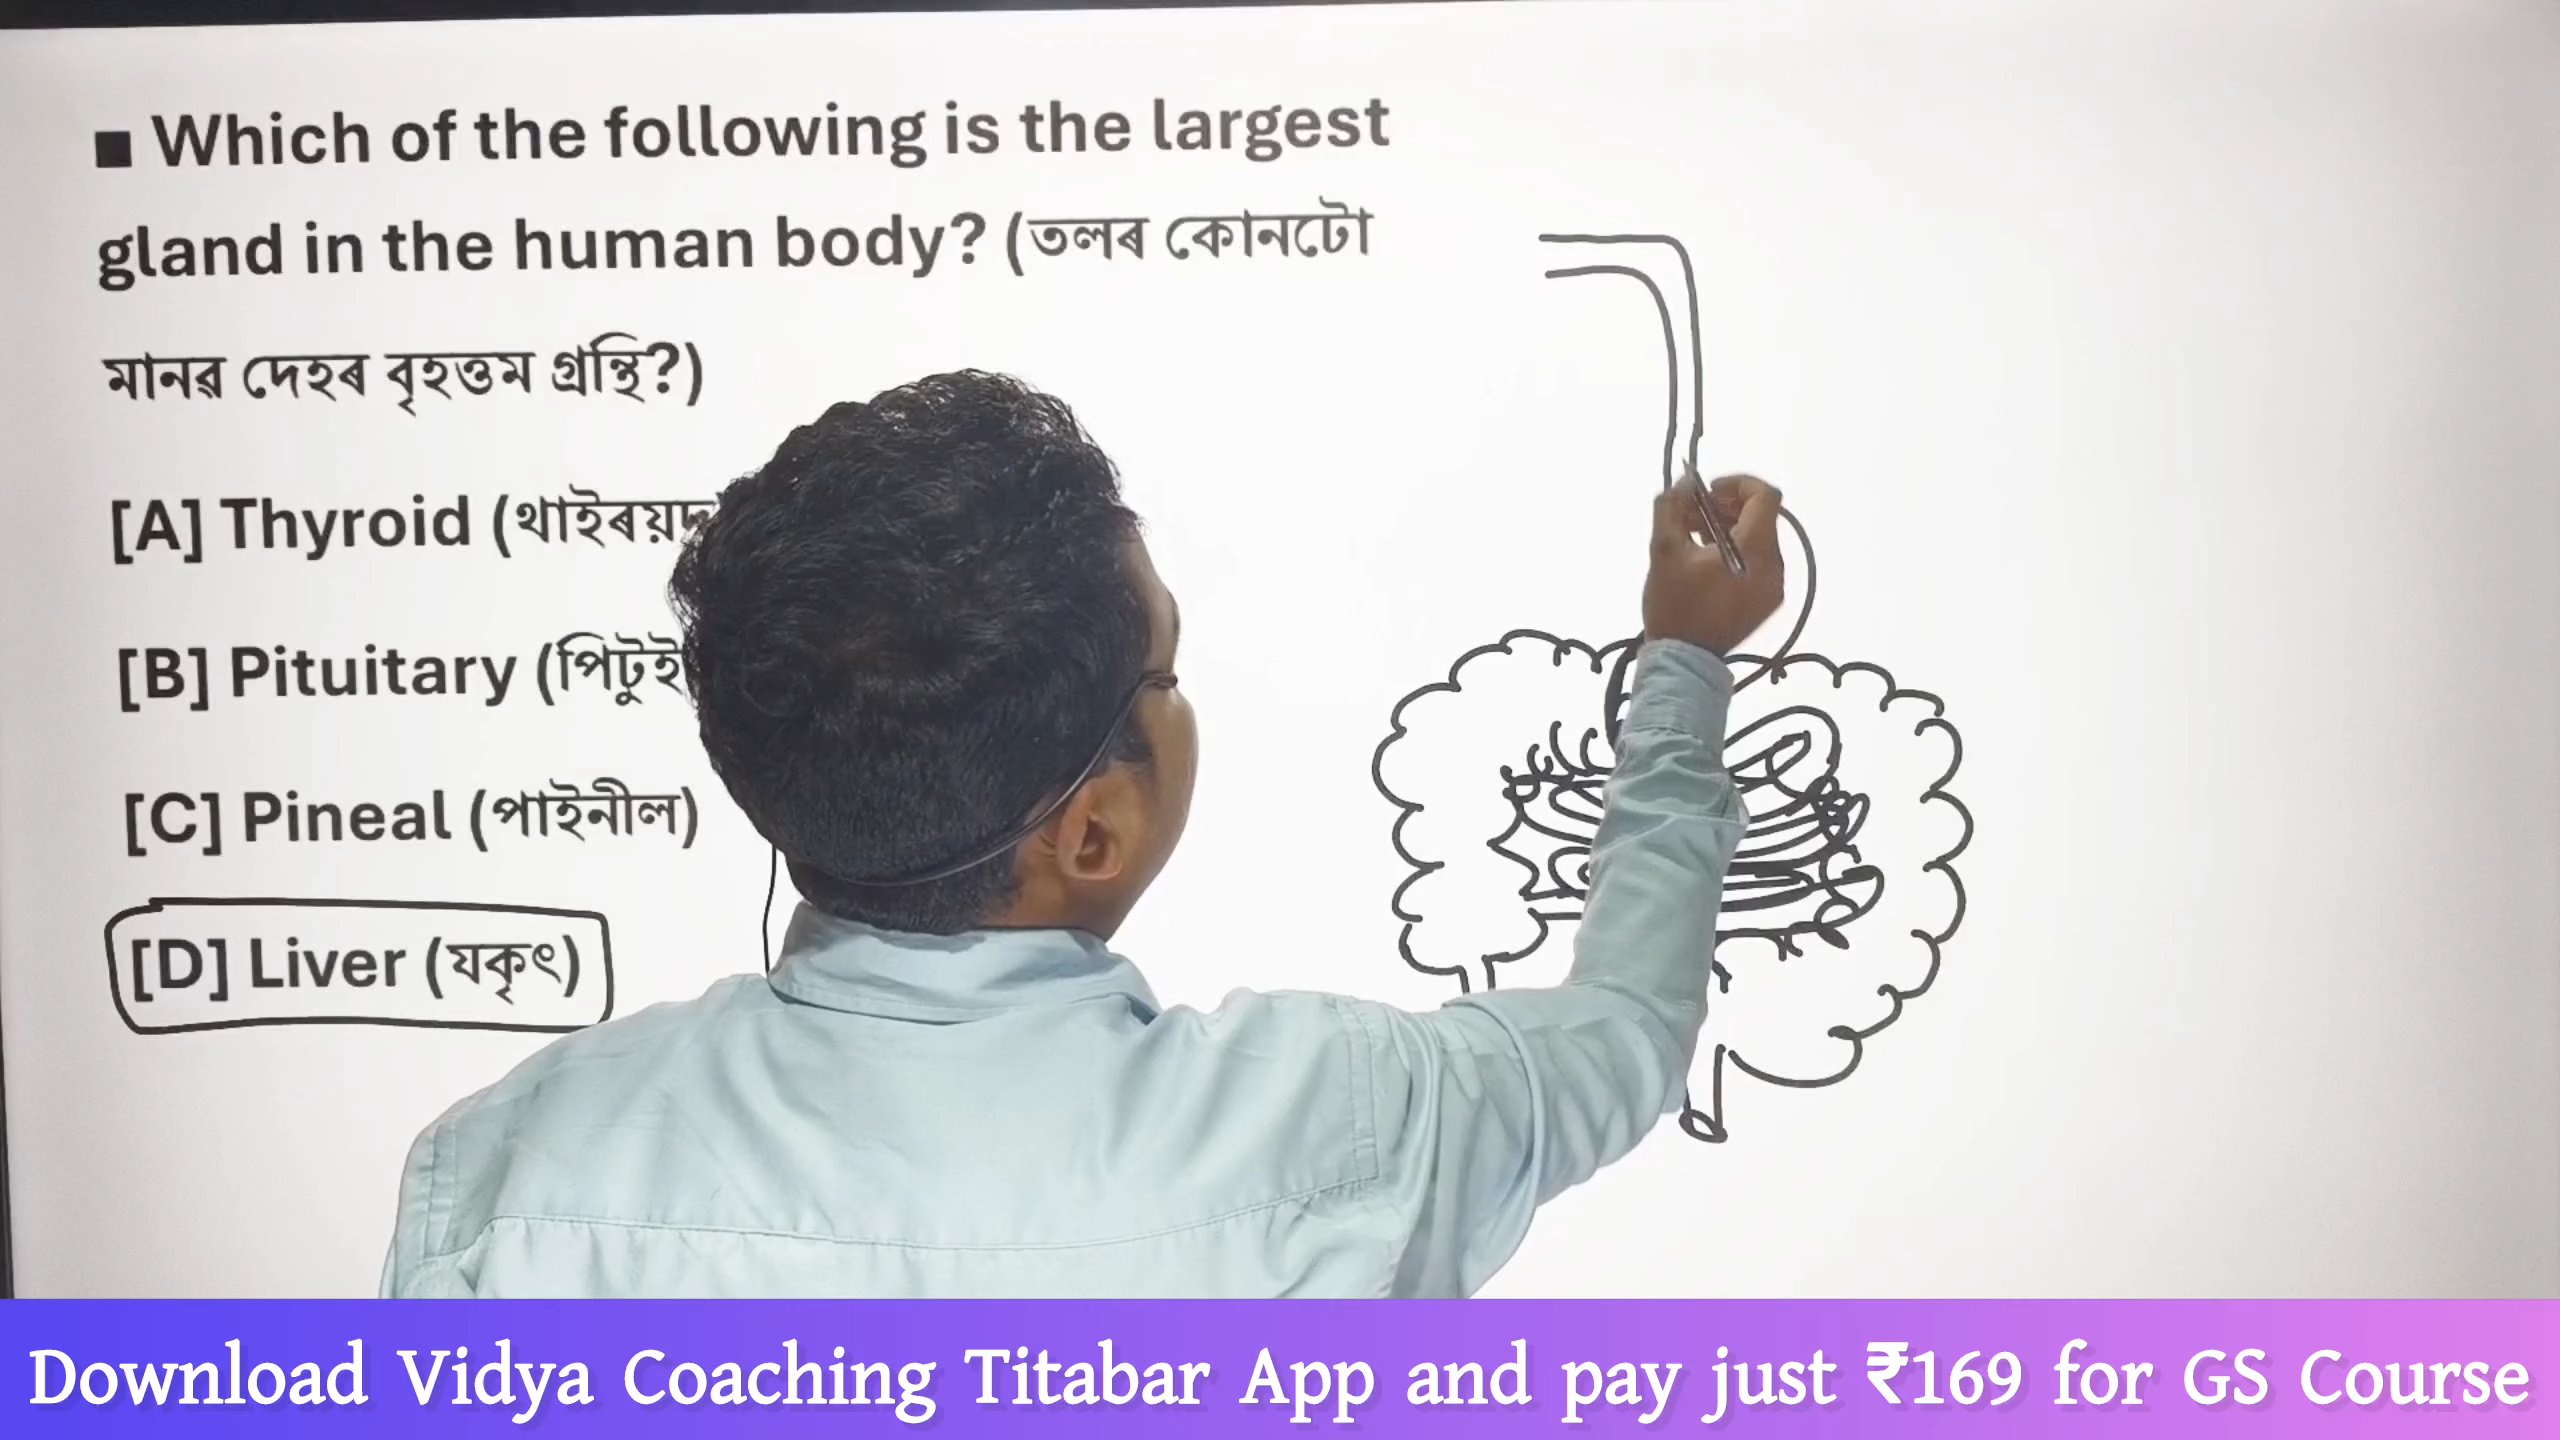 ■ Which of the following is the largest
gland in the human body? (তলৰ কোনটো
মানৱ দেহৰ বৃহত্তম গ্ৰন্থি?)
[A] Thyroid
[B] Pituitary
[C] Pineal (পাইনীল)
[D] Liver (যকৃৎ)
Download Vidya Coaching Titabar App and pay just ₹169 for GS Course